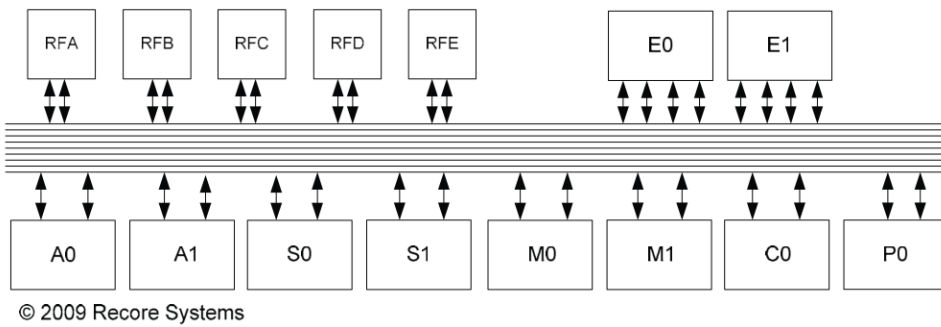 RFA RFB RFC RFD RFE E0 E1
A0 A1 S0 S1 M0 M1 C0 P0
© 2009 Recore Systems